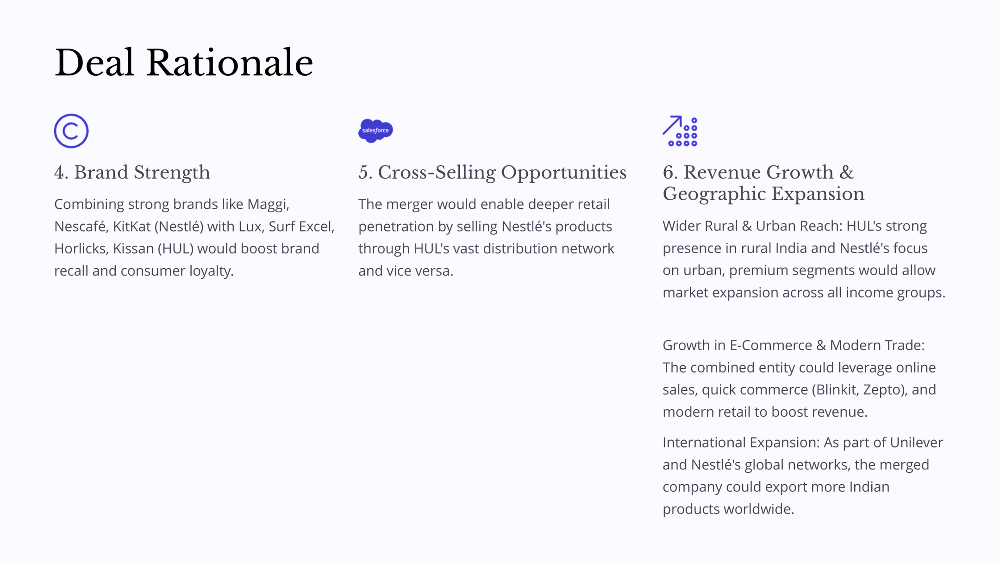 Deal Rationale
4. Brand Strength
Combining strong brands like Maggi,
Nescafé, KitKat (Nestlé) with Lux, Surf Excel,
Horlicks, Kissan (HUL) would boost brand
recall and consumer loyalty.
salesforce
5. Cross-Selling Opportunities
The merger would enable deeper retail
penetration by selling Nestlé's products
through HUL's vast distribution network
and vice versa.
6. Revenue Growth &
Geographic Expansion
Wider Rural & Urban Reach: HUL's strong
presence in rural India and Nestlé's focus
on urban, premium segments would allow
market expansion across all income groups.
Growth in E-Commerce & Modern Trade:
The combined entity could leverage online
sales, quick commerce (Blinkit, Zepto), and
modern retail to boost revenue.
International Expansion: As part of Unilever
and Nestlé's global networks, the merged
company could export more Indian
products worldwide.